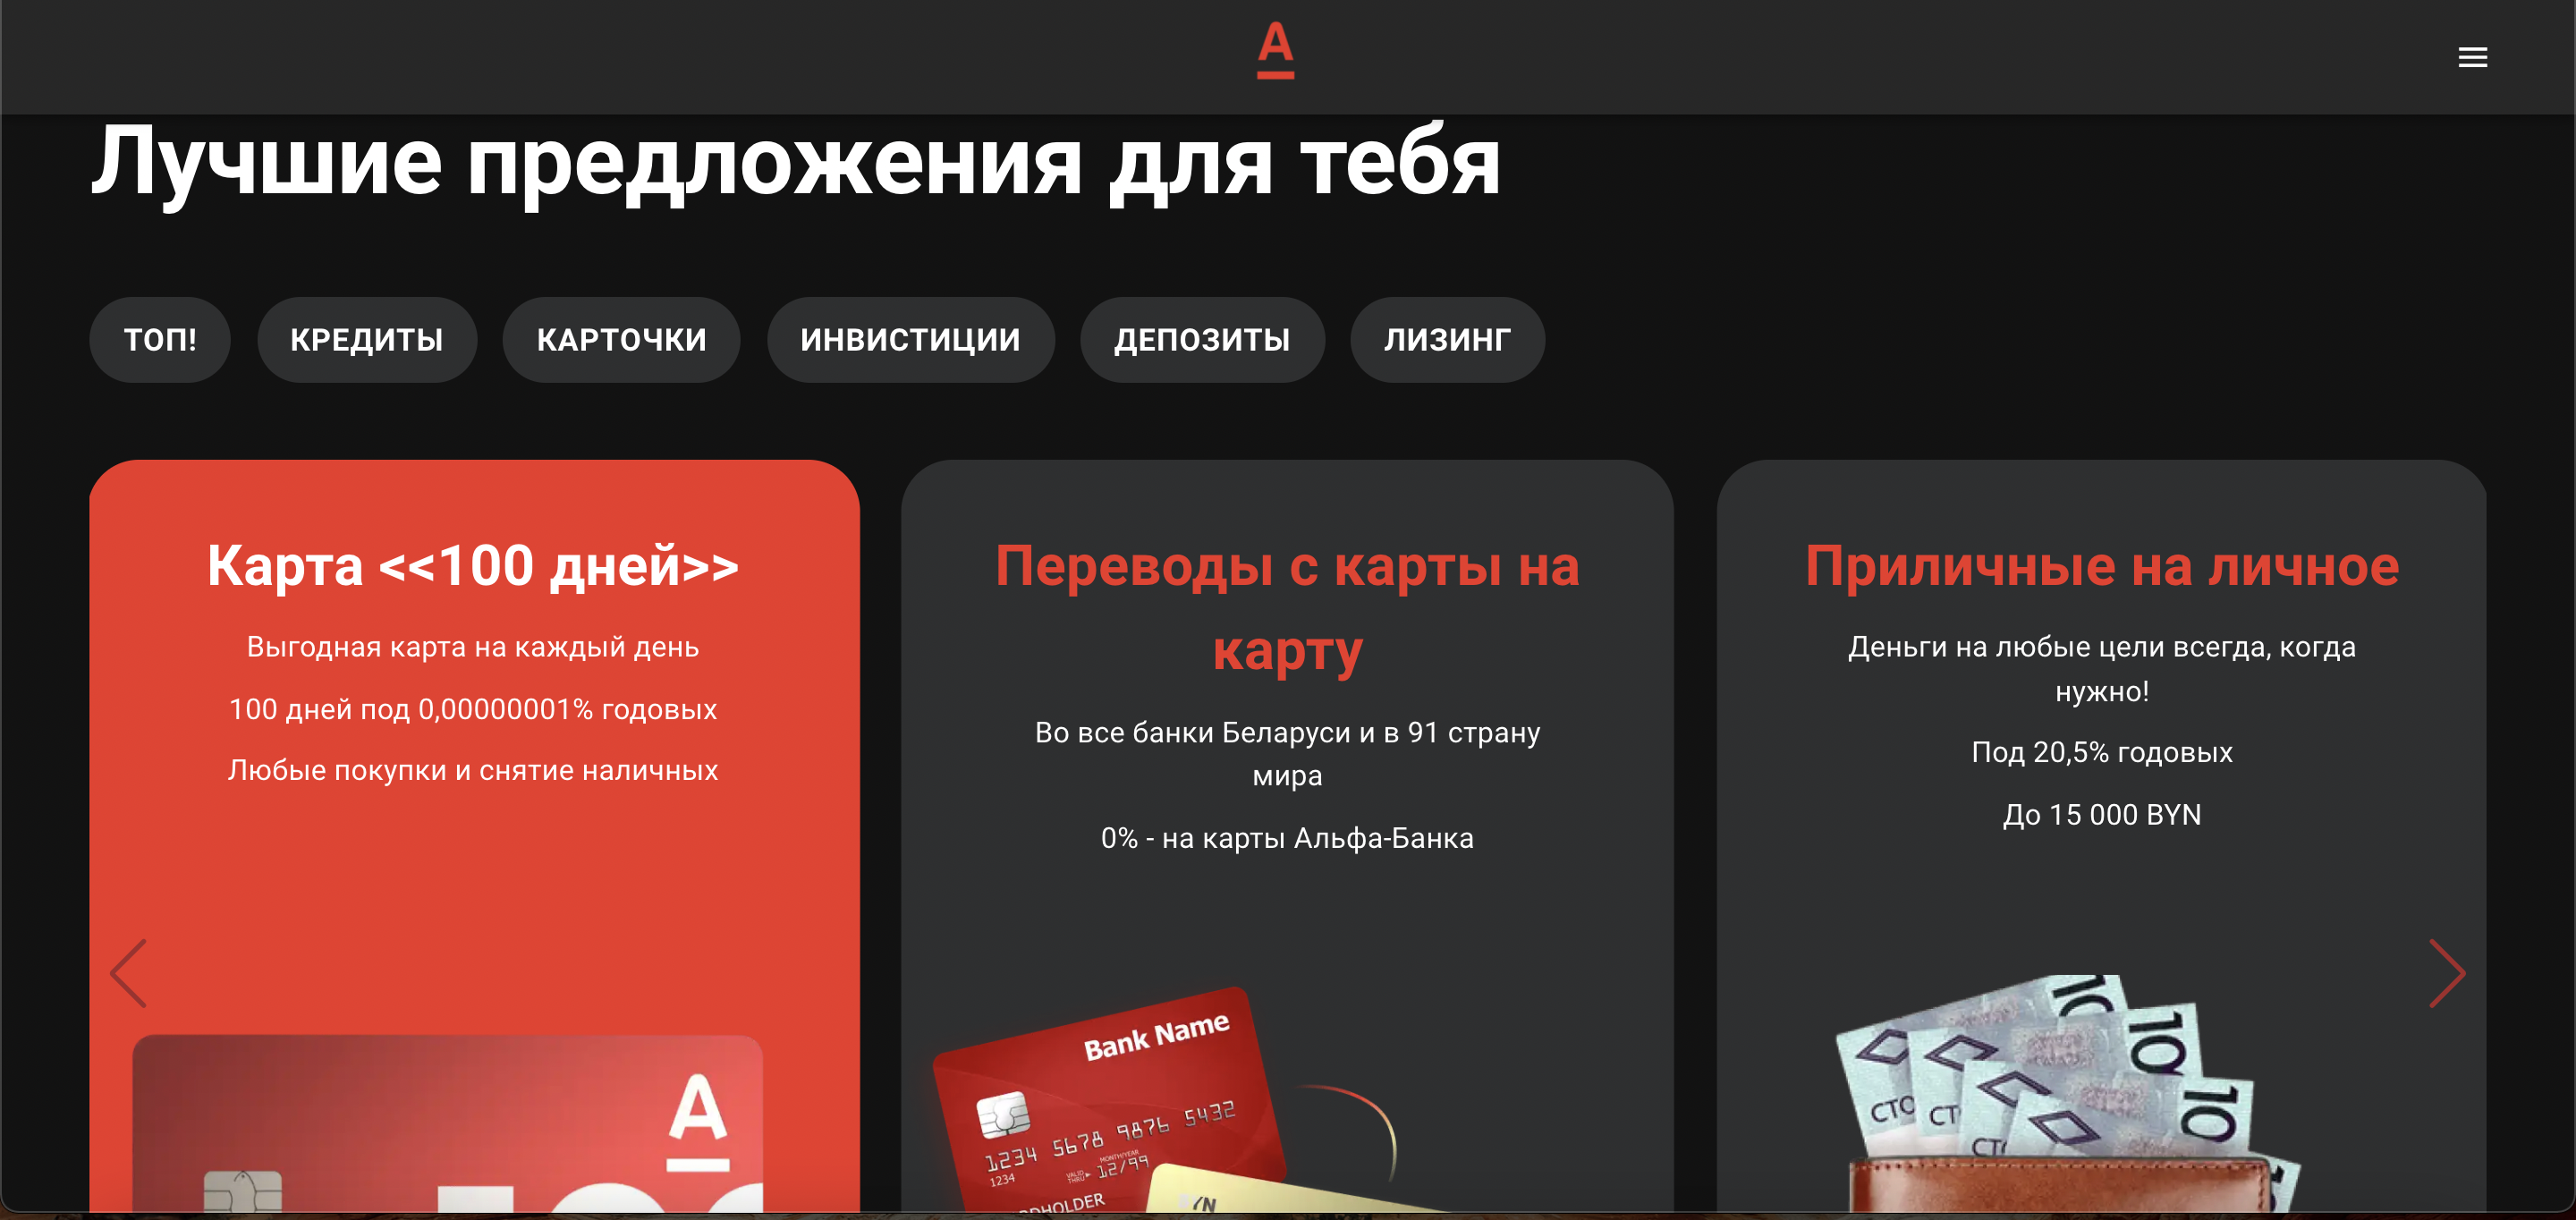 A
Лучшие предложения для тебя
ТОП!
КРЕДИТЫ
КАРТОЧКИ
ИНВИСТИЦИИ
ДЕПОЗИТЫ
ЛИЗИНГ
Карта <<100 дней>>
Выгодная карта на каждый день
100 дней под 0,00000001% годовых
Любые покупки и снятие наличных
A
Переводы с карты на
карту
Во все банки Беларуси и в 91 страну
мира
0% - на карты Альфа-Банка
Bank Name
1234 5678 9876 5432
1234
MONTH/YEAR
VALID
THRU
12/99
Приличные на личное
Деньги на любые цели всегда, когда
нужно!
Под 20,5% годовых
До 15 000 BYN
10
10
10
СТО
СТ
СТ